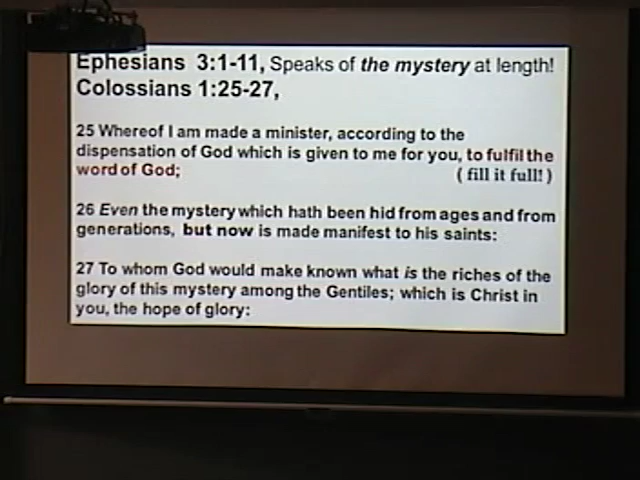 Ephesians 3:1-11, Speaks of the mystery at length!
Colossians 1:25-27,
25 Whereof I am made a minister, according to the
dispensation of God which is given to me for you, to fulfil the
word of God; ( fill it full! )
26 Even the mystery which hath been hid from ages and from
generations, but now is made manifest to his saints:
27 To whom God would make known what is the riches of the
glory of this mystery among the Gentiles; which is Christ in
you, the hope of glory: